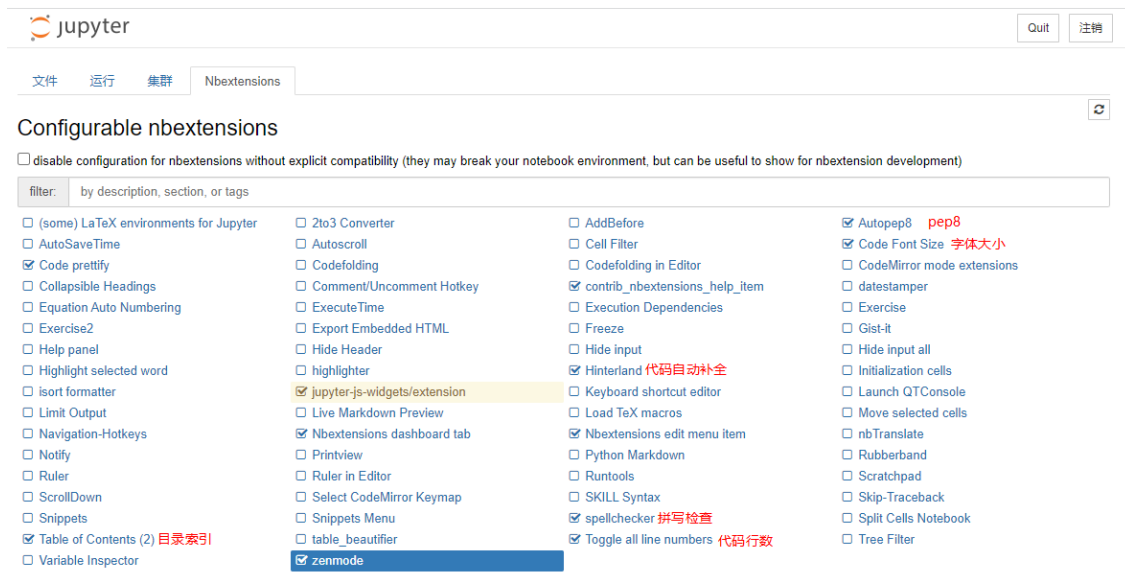 jupyter
Quit 注销
文件 运行 集群 Nbextensions
Configurable nbextensions
disable configuration for nbextensions without explicit compatibility (they may break your notebook environment, but can be useful to show for nbextension development)
filter: by description, section, or tags
(some) LaTeX environments for Jupyter 2to3 Converter AddBefore Autopep8 pep8
AutoSaveTime Autoscroll Cell Filter Code Font Size 字体大小
Code prettify Codefolding Codefolding in Editor CodeMirror mode extensions
Collapsible Headings Comment/Uncomment Hotkey contrib_nbextensions_help_item datestamper
Equation Auto Numbering ExecuteTime Execution Dependencies Exercise
Exercise2 Export Embedded HTML Freeze Gist-it
Help panel Hide Header Hide input Hide input all
Highlight selected word highlighter Hinterland 代码自动补全 Initialization cells
isort formatter jupyter-js-widgets/extension Keyboard shortcut editor Launch QTConsole
Limit Output Live Markdown Preview Load TeX macros Move selected cells
Navigation-Hotkeys Nbextensions dashboard tab Nbextensions edit menu item nbTranslate
Notify Printview Python Markdown Rubberband
Ruler Ruler in Editor Runtools Scratchpad
ScrollDown Select CodeMirror Keymap SKILL Syntax Skip-Traceback
Snippets Snippets Menu spellchecker 拼写检查 Split Cells Notebook
Table of Contents (2) 目录索引 table_beautifier Toggle all line numbers 代码行数 Tree Filter
Variable Inspector zenmode